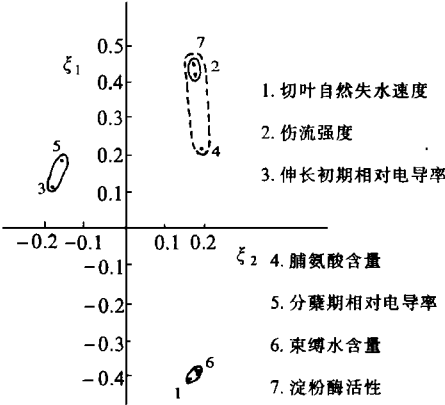 0.5
7
ξ1
2
0.4
1. 切叶自然失水速度
0.3
2. 伤流强度
5
0.2
4
3. 伸长初期相对电导率
3
0.1
-0.2 -0.1 0.1 0.2
ξ2
-0.1
4. 脯氨酸含量
-0.2
5. 分蘖期相对电导率
-0.3
6. 束缚水含量
6
-0.4
1
7. 淀粉酶活性